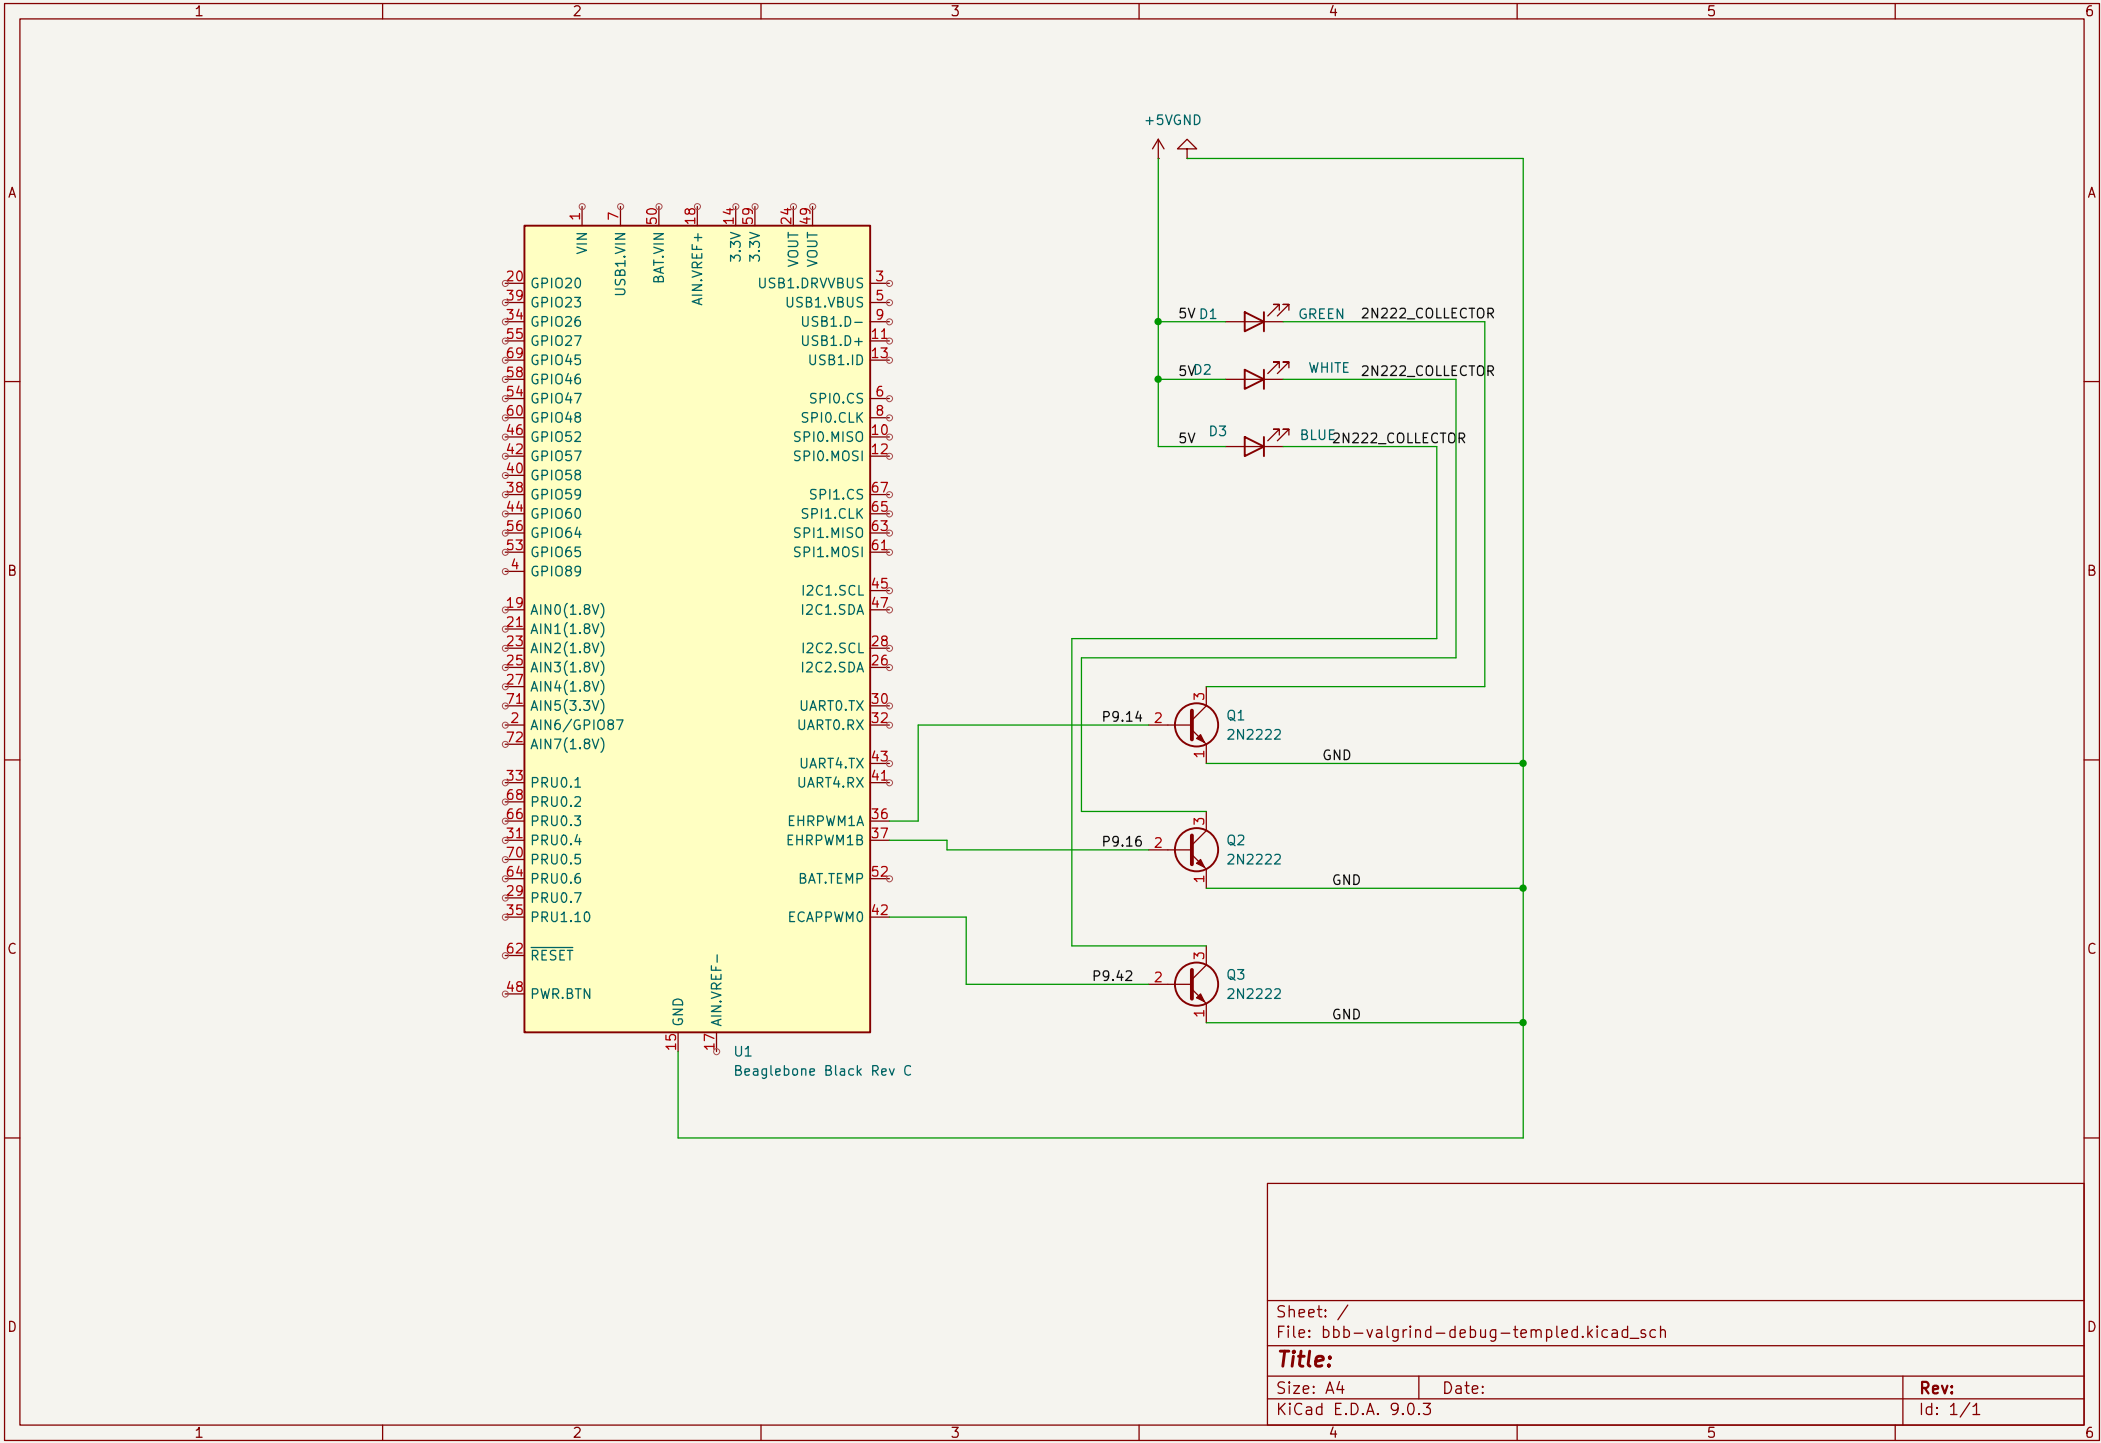 1 2 3 4 5 6
A A
B B
C C
D D
1 2 3 4 5 6
+5V GND
1 VIN
7 USB1.VIN
50 BAT.VIN
18 AIN.VREF+
14 3.3V
59 3.3V
24 VOUT
49 VOUT
20 GPIO20
39 GPIO23
34 GPIO26
55 GPIO27
69 GPIO45
58 GPIO46
54 GPIO47
60 GPIO48
46 GPIO52
42 GPIO57
40 GPIO58
38 GPIO59
44 GPIO60
56 GPIO64
53 GPIO65
4 GPIO89
19 AIN0(1.8V)
21 AIN1(1.8V)
23 AIN2(1.8V)
25 AIN3(1.8V)
27 AIN4(1.8V)
71 AIN5(3.3V)
2 AIN6/GPIO87
72 AIN7(1.8V)
33 PRU0.1
68 PRU0.2
66 PRU0.3
31 PRU0.4
70 PRU0.5
64 PRU0.6
29 PRU0.7
35 PRU1.10
62 RESET
48 PWR.BTN
USB1.DRVVBUS 3
USB1.VBUS 5
USB1.D- 9
USB1.D+ 11
USB1.ID 13
SPI0.CS 6
SPI0.CLK 8
SPI0.MISO 10
SPI0.MOSI 12
SPI1.CS 67
SPI1.CLK 65
SPI1.MISO 63
SPI1.MOSI 61
I2C1.SCL 45
I2C1.SDA 47
I2C2.SCL 28
I2C2.SDA 26
UART0.TX 30
UART0.RX 32
UART4.TX 43
UART4.RX 41
EHRPWM1A 36
EHRPWM1B 37
BAT.TEMP 52
ECAPPWM0 42
GND 15
AIN.VREF- 17
U1
Beaglebone Black Rev C
5V D1 GREEN 2N222_COLLECTOR
5V D2 WHITE 2N222_COLLECTOR
5V D3 BLUE 2N222_COLLECTOR
P9.14 2 3 1 Q1
2N2222
GND
P9.16 2 3 1 Q2
2N2222
GND
P9.42 2 3 1 Q3
2N2222
GND
Sheet: /
File: bbb-valgrind-debug-templed.kicad_sch
Title:
Size: A4 Date: Rev:
KiCad E.D.A. 9.0.3 Id: 1/1